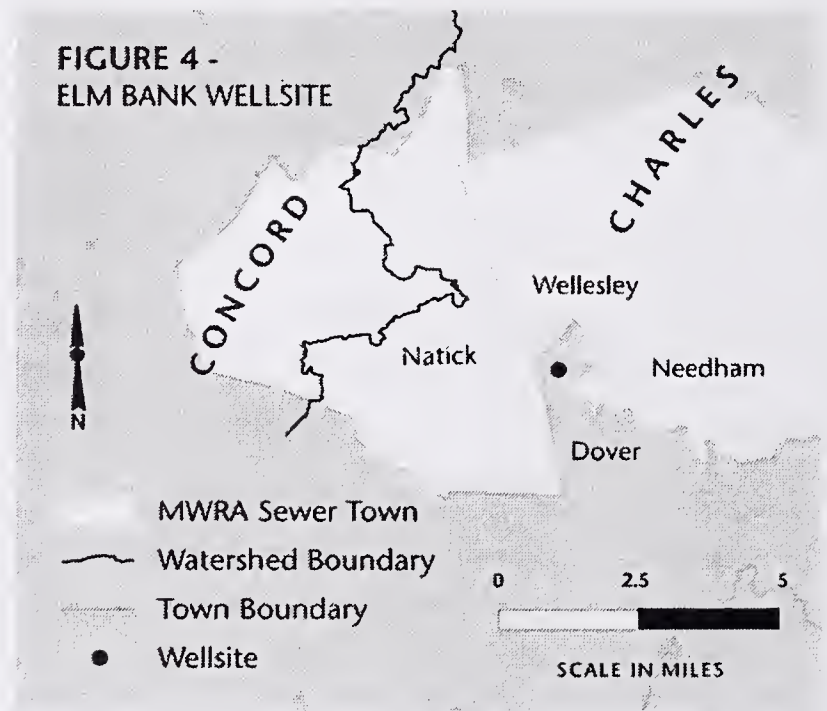 FIGURE 4 -
ELM BANK WELLSITE
CONCORD
CHARLES
Wellesley
Natick
Needham
Dover
N
MWRA Sewer Town
Watershed Boundary
Town Boundary
Wellsite
0 2.5 5
SCALE IN MILES